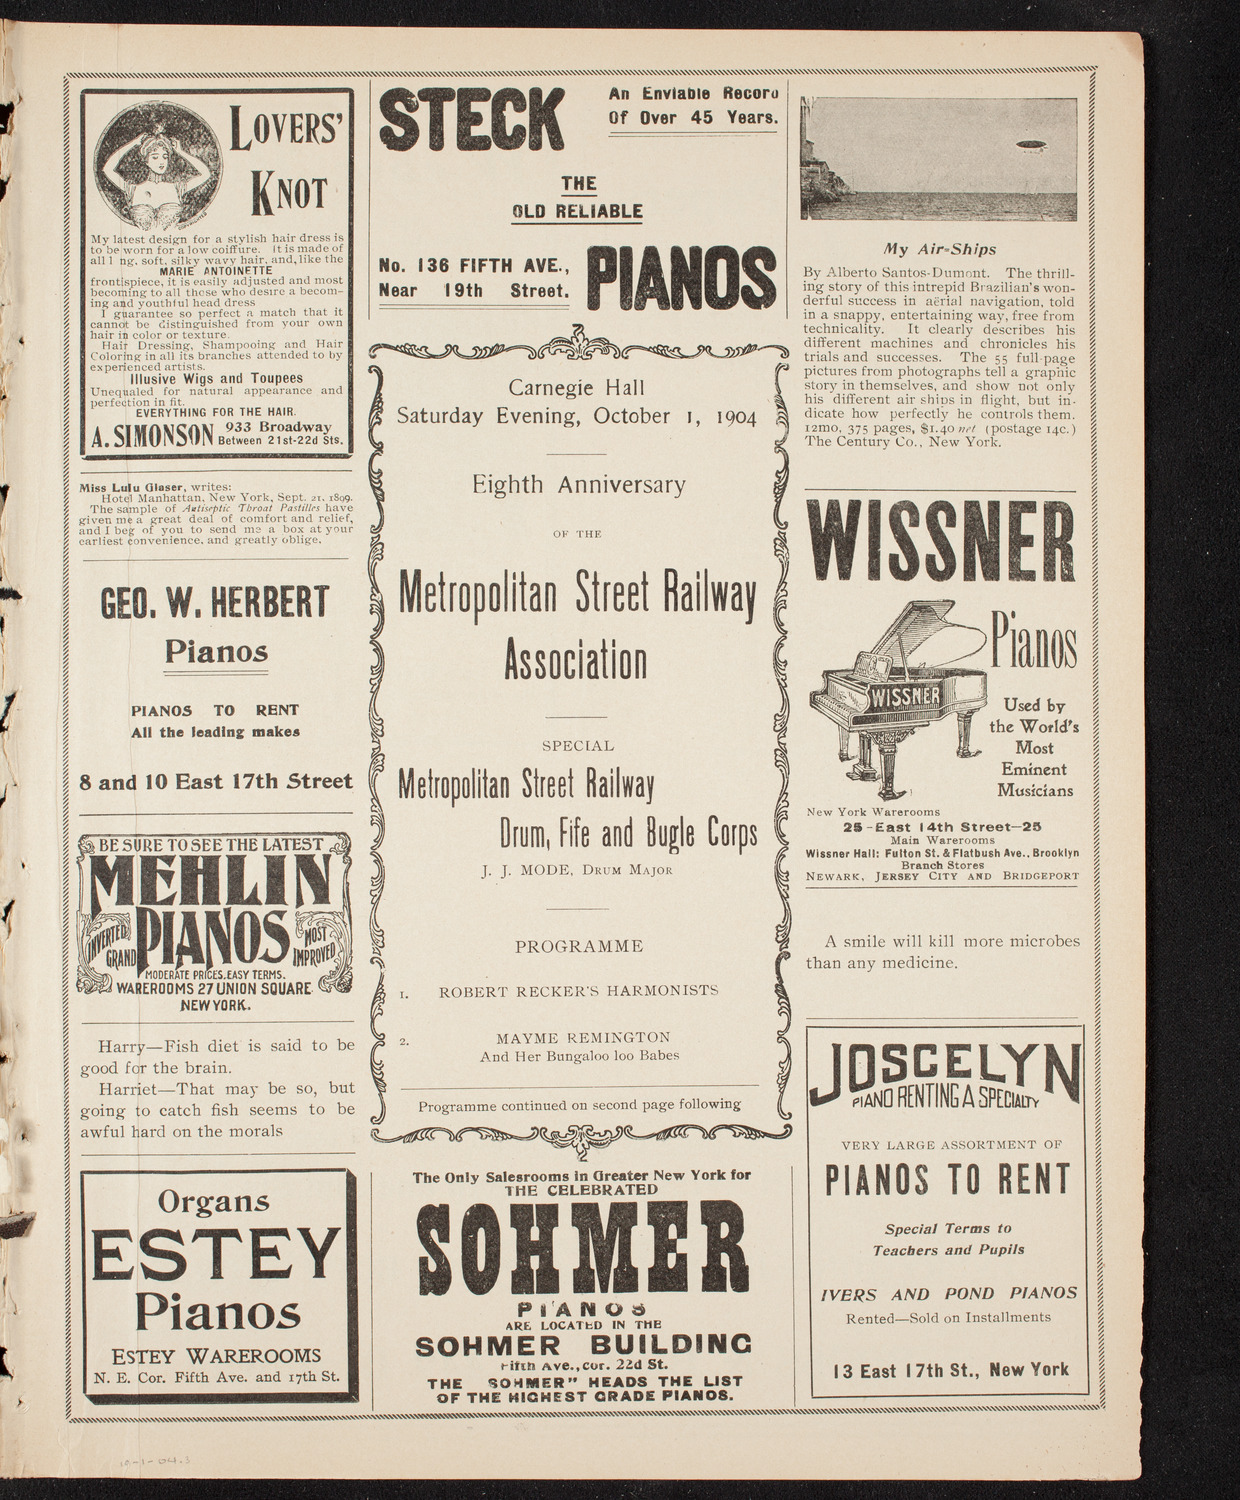 LOVERS'
KNOT
My latest design for a stylish hair dress is
to be worn for a low coiffure. It is made of
all l ng, soft, silky wavy hair, and, like the
MARIE ANTOINETTE
frontispiece, it is easily adjusted and most
becoming to all those who desire a becom-
ing and youthful head dress
I guarantee so perfect a match that it
cannot be distinguished from your own
hair in color or texture.
Hair Dressing, Shampooing and Hair
Coloring in all its branches attended to by
experienced artists.
Illusive Wigs and Toupees
Unequaled for natural appearance and
perfection in fit.
EVERYTHING FOR THE HAIR.
A. SIMONSON 933 Broadway
Between 21st-22d Sts.
Miss Lulu Glaser, writes:
Hotel Manhattan, New York, Sept. 21, 1899.
The sample of Antiseptic Throat Pastilles have
given me a great deal of comfort and relief,
and I beg of you to send me a box at your
earliest convenience, and greatly oblige.
GEO. W. HERBERT
Pianos
PIANOS TO RENT
All the leading makes
8 and 10 East 17th Street
BE SURE TO SEE THE LATEST
MEHLIN
PIANOS
INVERTED
GRAND
MOST
IMPROVED
MODERATE PRICES. EASY TERMS.
WAREROOMS 27 UNION SQUARE
NEW YORK.
Harry—Fish diet is said to be
good for the brain.
Harriet—That may be so, but
going to catch fish seems to be
awful hard on the morals
Organs
ESTEY
Pianos
ESTEY WAREROOMS
N. E. Cor. Fifth Ave. and 17th St.
STECK
An Enviable Record
Of Over 45 Years.
THE
OLD RELIABLE
No. 136 FIFTH AVE.,
Near 19th Street.
PIANOS
Carnegie Hall
Saturday Evening, October 1, 1904
Eighth Anniversary
OF THE
Metropolitan Street Railway
Association
SPECIAL
Metropolitan Street Railway
Drum, Fife and Bugle Corps
J. J. MODE, DRUM MAJOR
PROGRAMME
1. ROBERT RECKER'S HARMONISTS
2. MAYME REMINGTON
And Her Bungaloo loo Babes
Programme continued on second page following
The Only Salesrooms in Greater New York for
THE CELEBRATED
SOHMER
PIANOS
ARE LOCATED IN THE
SOHMER BUILDING
Fifth Ave., cor. 22d St.
THE "SOHMER" HEADS THE LIST
OF THE HIGHEST GRADE PIANOS.
My Air-Ships
By Alberto Santos-Dumont. The thrill-
ing story of this intrepid Brazilian's won-
derful success in aërial navigation, told
in a snappy, entertaining way, free from
technicality. It clearly describes his
different machines and chronicles his
trials and successes. The 55 full-page
pictures from photographs tell a graphic
story in themselves, and show not only
his different air ships in flight, but in-
dicate how perfectly he controls them.
12mo, 375 pages, $1.40 net (postage 14c.)
The Century Co., New York.
WISSNER
Pianos
WISSNER
Used by
the World's
Most
Eminent
Musicians
New York Warerooms
25-East 14th Street—25
Main Warerooms
Wissner Hall: Fulton St. & Flatbush Ave., Brooklyn
Branch Stores
NEWARK, JERSEY CITY AND BRIDGEPORT
A smile will kill more microbes
than any medicine.
JOSCELYN
PIANO RENTING A SPECIALTY
VERY LARGE ASSORTMENT OF
PIANOS TO RENT
Special Terms to
Teachers and Pupils
IVERS AND POND PIANOS
Rented—Sold on Installments
13 East 17th St., New York